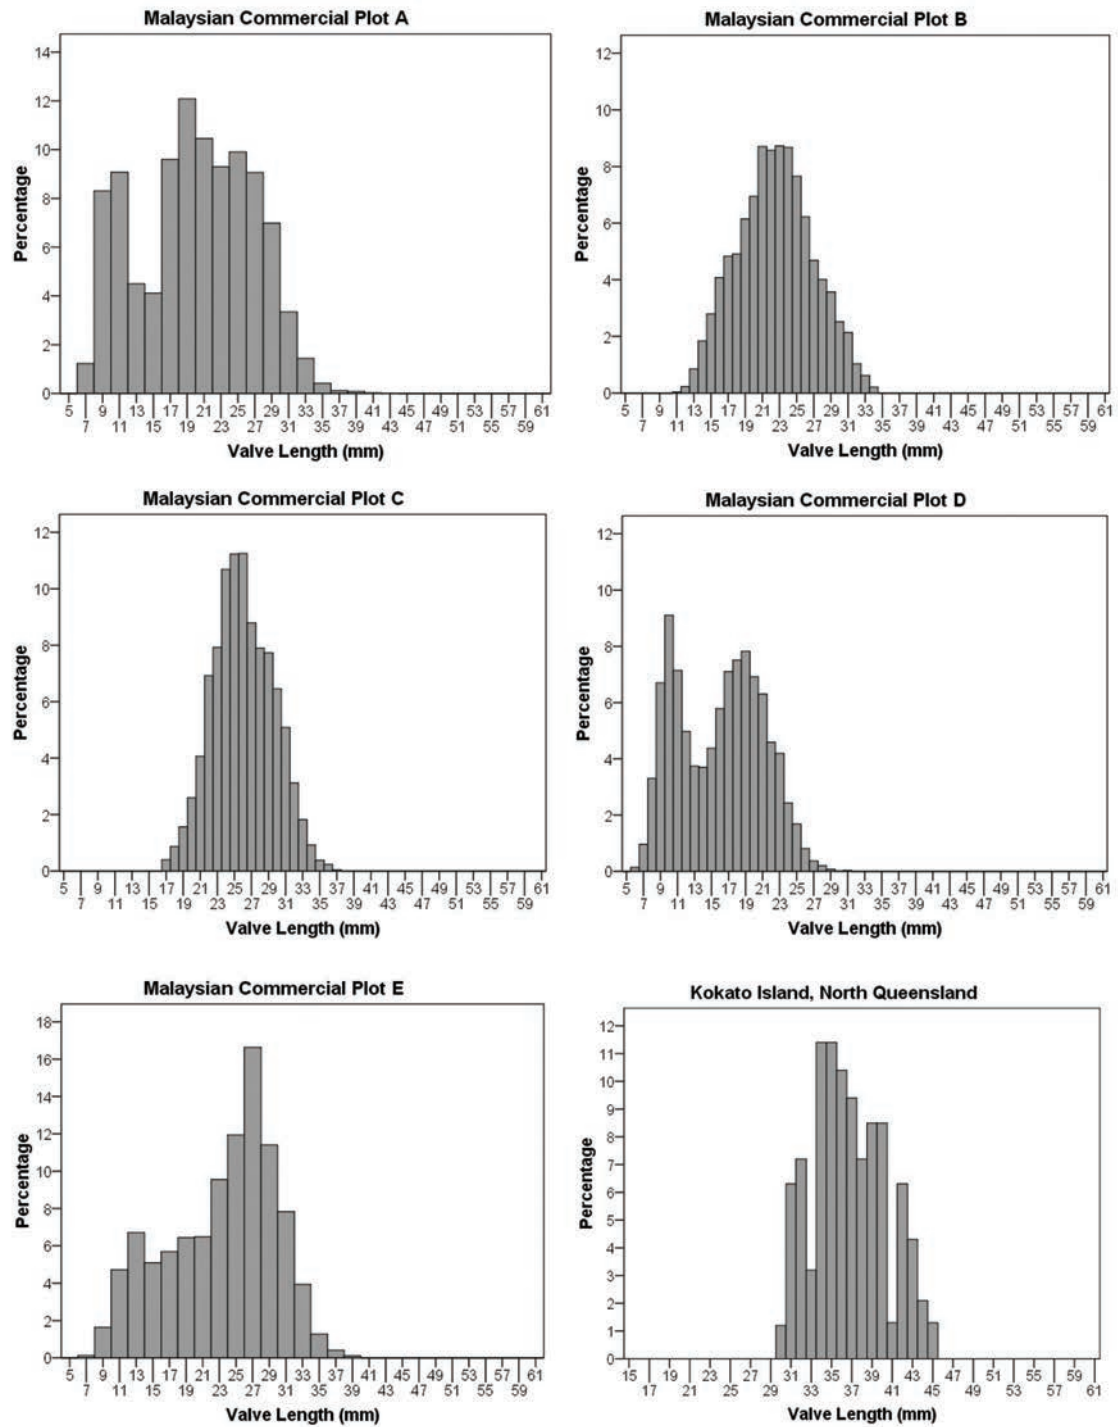 Malaysian Commercial Plot A
Percentage
14
12
10
8
6
4
2
0
5 9 13 17 21 25 29 33 37 41 45 49 53 57 61
7 11 15 19 23 27 31 35 39 43 47 51 55 59
Valve Length (mm)
Malaysian Commercial Plot B
Percentage
12
10
8
6
4
2
0
5 9 13 17 21 25 29 33 37 41 45 49 53 57 61
7 11 15 19 23 27 31 35 39 43 47 51 55 59
Valve Length (mm)
Malaysian Commercial Plot C
Percentage
12
10
8
6
4
2
0
5 9 13 17 21 25 29 33 37 41 45 49 53 57 61
7 11 15 19 23 27 31 35 39 43 47 51 55 59
Valve Length (mm)
Malaysian Commercial Plot D
Percentage
12
10
8
6
4
2
0
5 9 13 17 21 25 29 33 37 41 45 49 53 57 61
7 11 15 19 23 27 31 35 39 43 47 51 55 59
Valve Length (mm)
Malaysian Commercial Plot E
Percentage
18
16
14
12
10
8
6
4
2
0
5 9 13 17 21 25 29 33 37 41 45 49 53 57 61
7 11 15 19 23 27 31 35 39 43 47 51 55 59
Valve Length (mm)
Kokato Island, North Queensland
Percentage
12
11
10
9
8
7
6
5
4
3
2
1
0
15 19 23 27 31 35 39 43 47 51 55 59
17 21 25 29 33 37 41 45 49 53 57 61
Valve Length (mm)